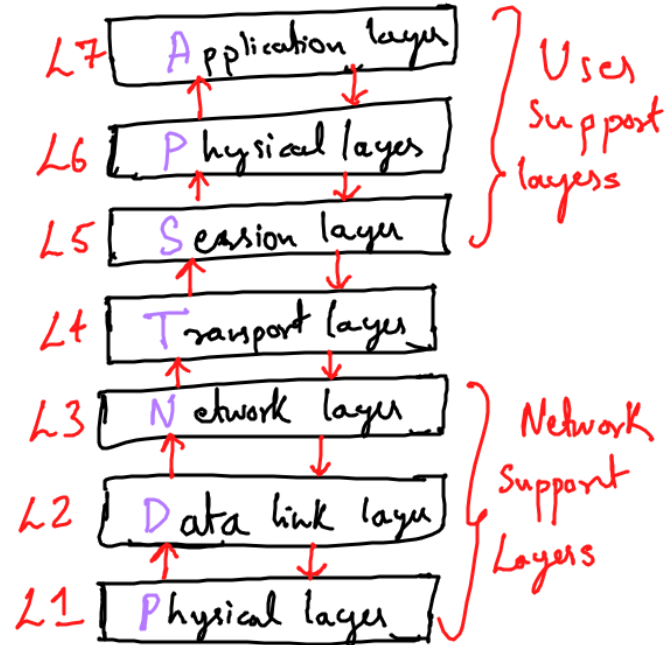 L7 Application layer
User
Support
layers
L6 Physical layer
L5 Session layer
L4 Transport layer
L3 Network layer
Network
Support
Layers
L2 Data link layer
L1 Physical layer